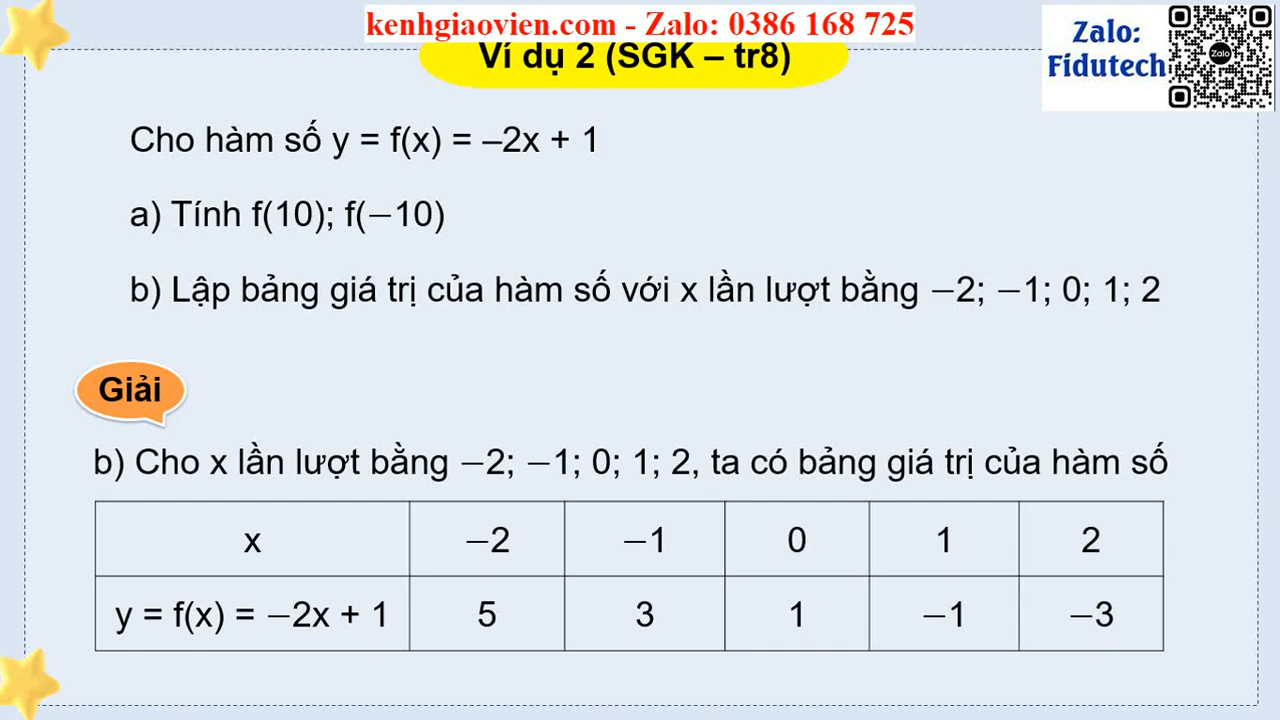 kenhgiaovien.com - Zalo: 0386 168 725
Zalo:
Fidutech
Zalo
Ví dụ 2 (SGK – tr8)
Cho hàm số y = f(x) = –2x + 1
a) Tính f(10); f(−10)
b) Lập bảng giá trị của hàm số với x lần lượt bằng −2; −1; 0; 1; 2
Giải
b) Cho x lần lượt bằng −2; −1; 0; 1; 2, ta có bảng giá trị của hàm số
x −2 −1 0 1 2
y = f(x) = −2x + 1 5 3 1 −1 −3